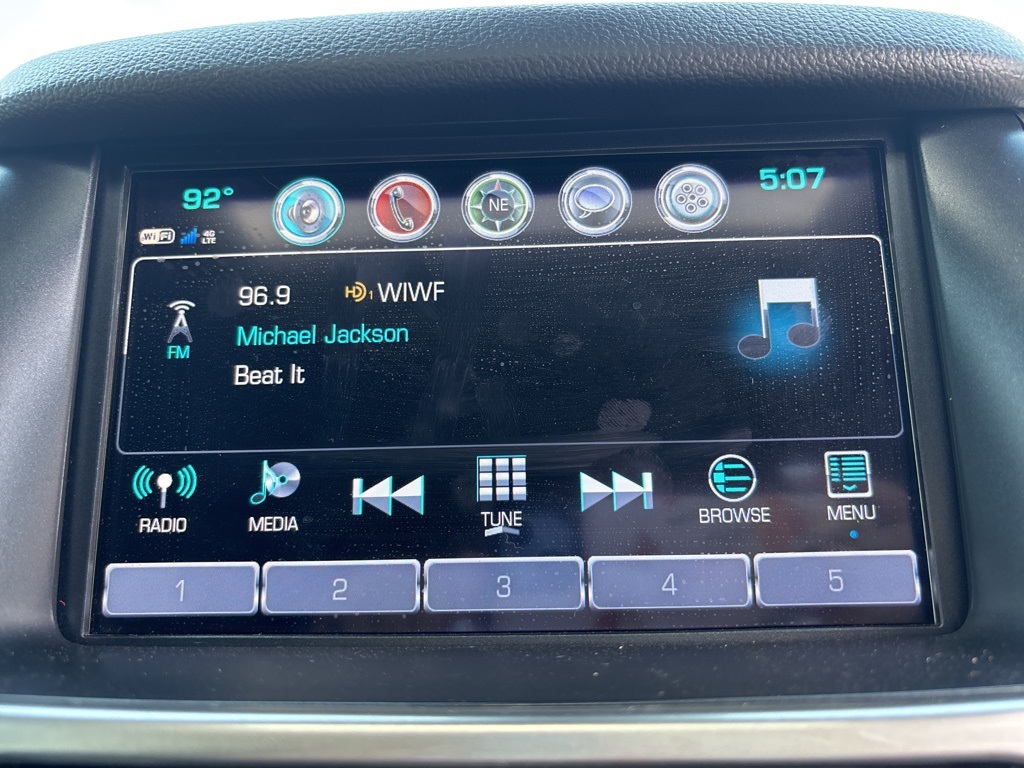 92°
NE
5:07
WiFi 4G LTE
96.9 HD1 WIWF
FM
Michael Jackson
Beat It
RADIO MEDIA TUNE BROWSE MENU
1 2 3 4 5